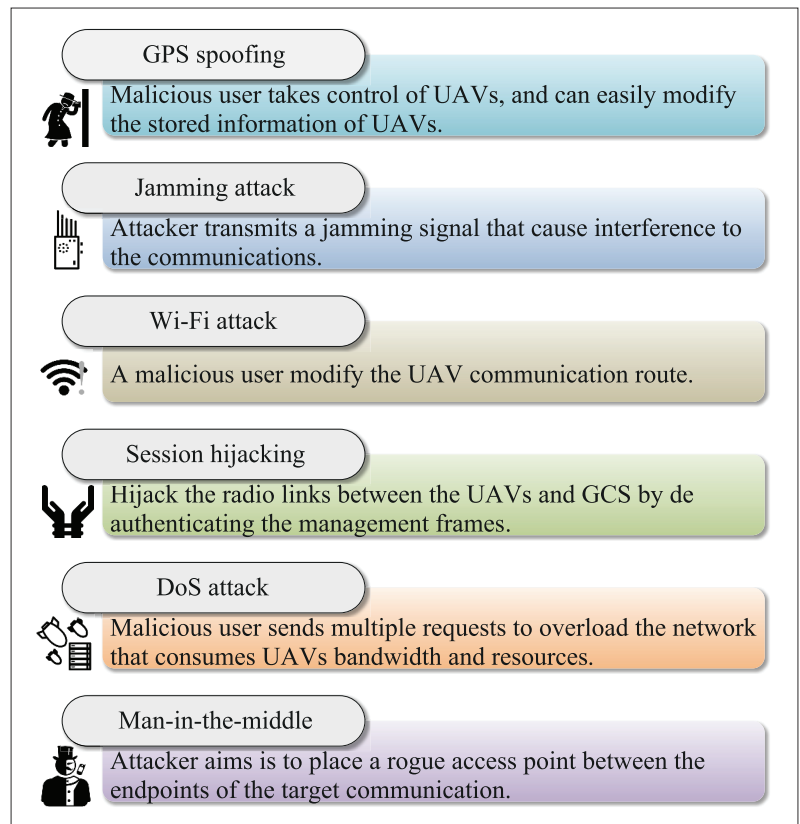 GPS spoofing
Malicious user takes control of UAVs, and can easily modify
the stored information of UAVs.
Jamming attack
Attacker transmits a jamming signal that cause interference to
the communications.
Wi-Fi attack
A malicious user modify the UAV communication route.
Session hijacking
Hijack the radio links between the UAVs and GCS by de
authenticating the management frames.
DoS attack
Malicious user sends multiple requests to overload the network
that consumes UAVs bandwidth and resources.
Man-in-the-middle
Attacker aims is to place a rogue access point between the
endpoints of the target communication.